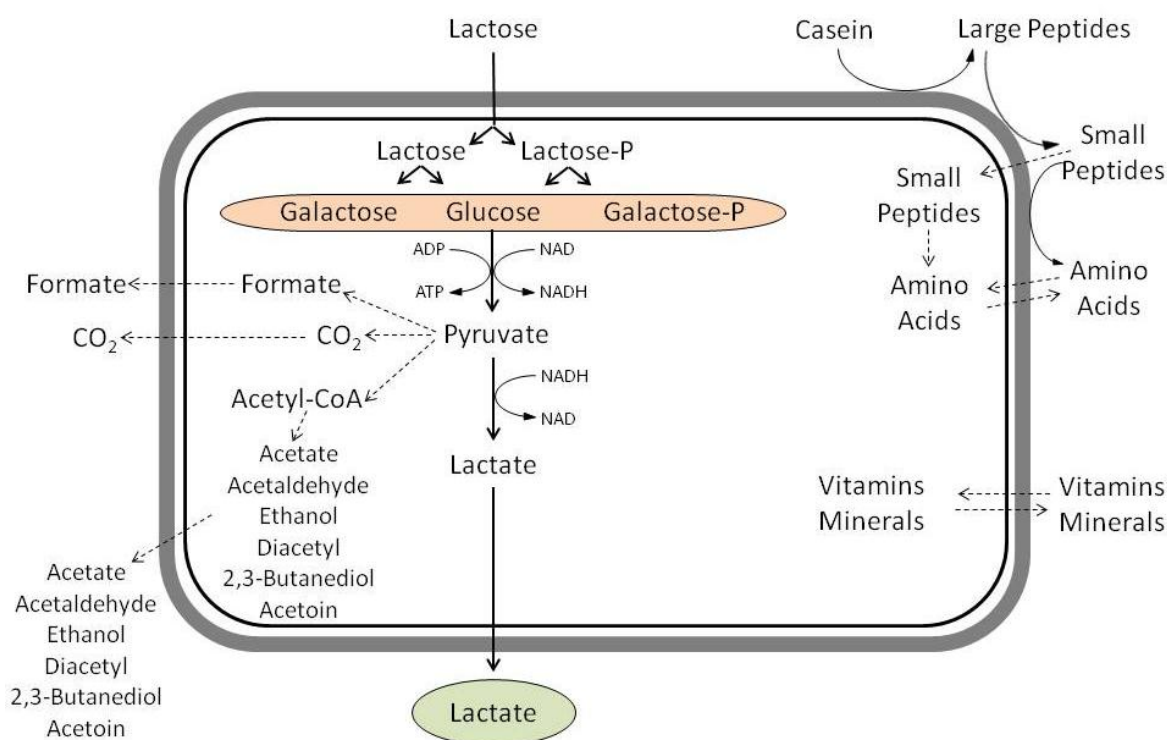 Lactose
Casein Large Peptides
Lactose Lactose-P
Small
Peptides
Small
Peptides
Galactose Glucose Galactose-P
ADP NAD
ATP NADH
Amino
Acids
Amino
Acids
Formate Formate
CO₂ CO₂ Pyruvate
NADH
NAD
Acetyl-CoA
Acetate
Acetaldehyde
Ethanol
Diacetyl
2,3-Butanediol
Acetoin
Lactate
Vitamins
Minerals
Vitamins
Minerals
Acetate
Acetaldehyde
Ethanol
Diacetyl
2,3-Butanediol
Acetoin
Lactate